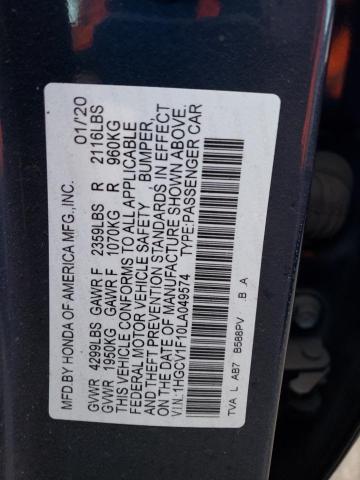 MFD BY HONDA OF AMERICA MFG., INC. 01/20
GVWR 4299LBS GAWR F 2359LBS R 2116LBS
GVWR 1950KG GAWR F 1070KG R 960KG
THIS VEHICLE CONFORMS TO ALL APPLICABLE
FEDERAL MOTOR VEHICLE SAFETY BUMPER,
AND THEFT PREVENTION STANDARDS IN EFFECT
ON THE DATE OF MANUFACTURE SHOWN ABOVE.
V.I.N.:1HGCV1F10LA049574 TYPE:PASSENGER CAR
TVA L AB7 B588PV B A